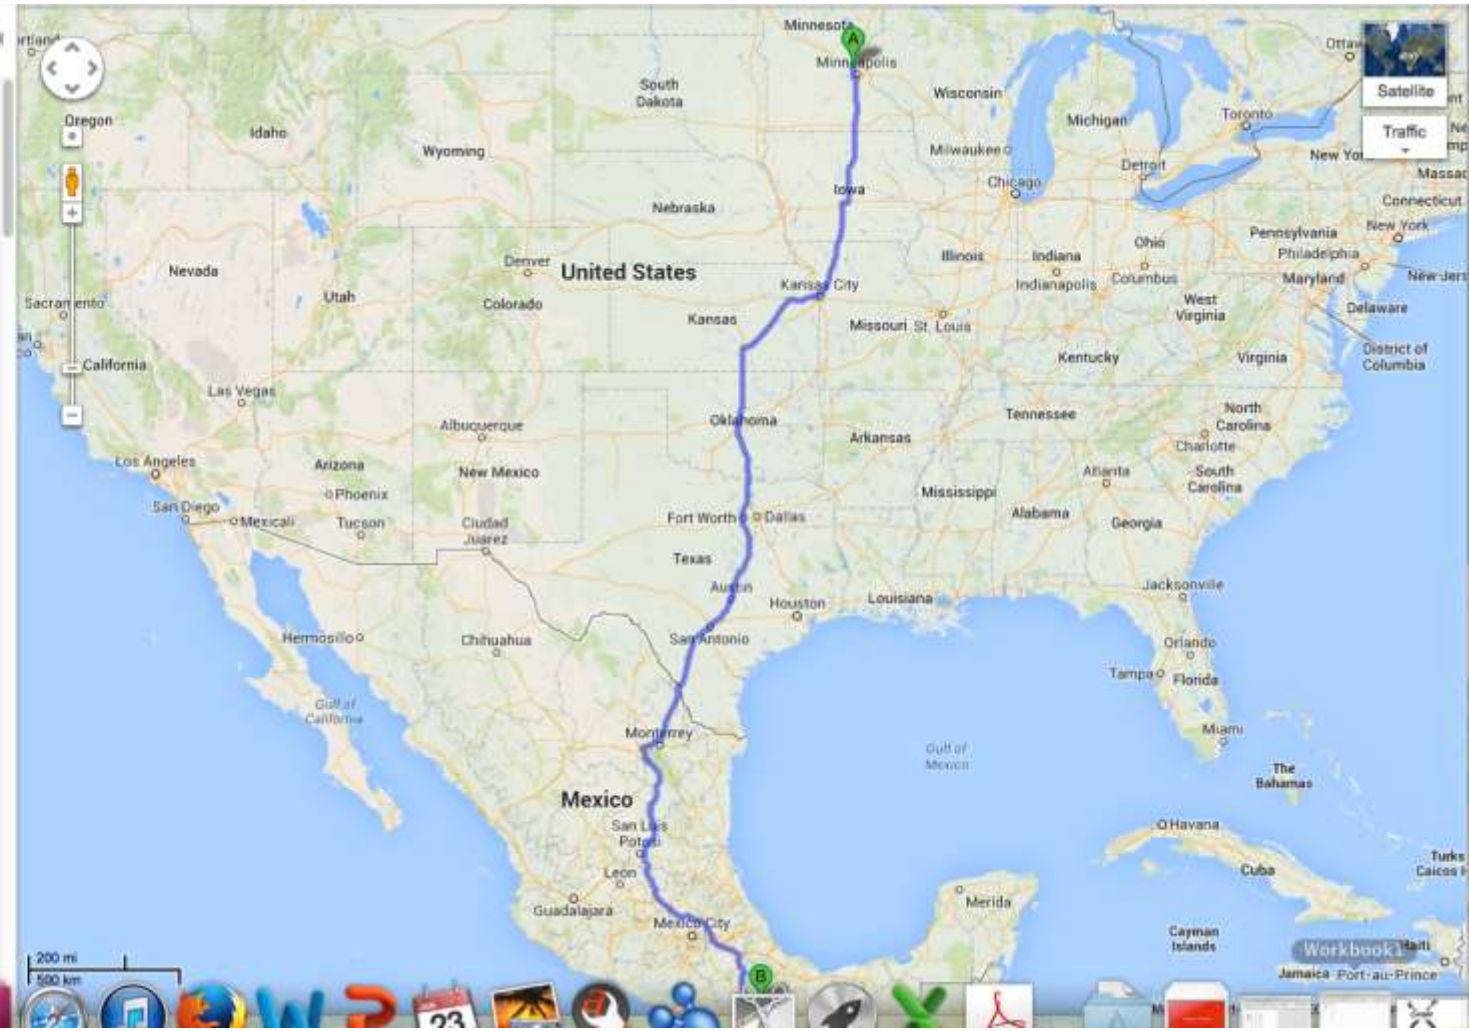 Minnesota
A
Minneapolis
Ottaw
South
Dakota
Wisconsin
Satellite
Oregon
Idaho
Michigan
Toronto
Traffic
Wyoming
Milwaukee
Detroit
New Yor
Massac
Chicago
Iowa
Nebraska
Connecticut
Pennsylvania
New York
Philadelphia
Ohio
Illinois
Indiana
Nevada
Denver
United States
Kansas City
Indianapolis
Columbus
Maryland
New Jers
Sacramento
Utah
Colorado
West
Virginia
Delaware
Kansas
Missouri
St. Louis
California
Kentucky
Virginia
District of
Columbia
Las Vegas
Albuquerque
Oklahoma
Arkansas
Tennessee
North
Carolina
Charlotte
Los Angeles
Arizona
New Mexico
Atlanta
South
Carolina
Phoenix
Mississippi
San Diego
Mexicali
Tucson
Ciudad
Juarez
Fort Worth
Dallas
Alabama
Georgia
Texas
Austin
Houston
Louisiana
Jacksonville
Hermosillo
Chihuahua
San Antonio
Orlando
Tampa
Florida
Gulf of
California
Monterrey
Miami
Gulf of
Mexico
The
Bahamas
Mexico
San Luis
Potosi
Havana
Leon
Cuba
Turks
Caicos I
Guadalajara
Merida
Mexico City
Cayman
Islands
Workbook1
Haiti
200 mi
500 km
B
Jamaica
Port-au-Prince
23